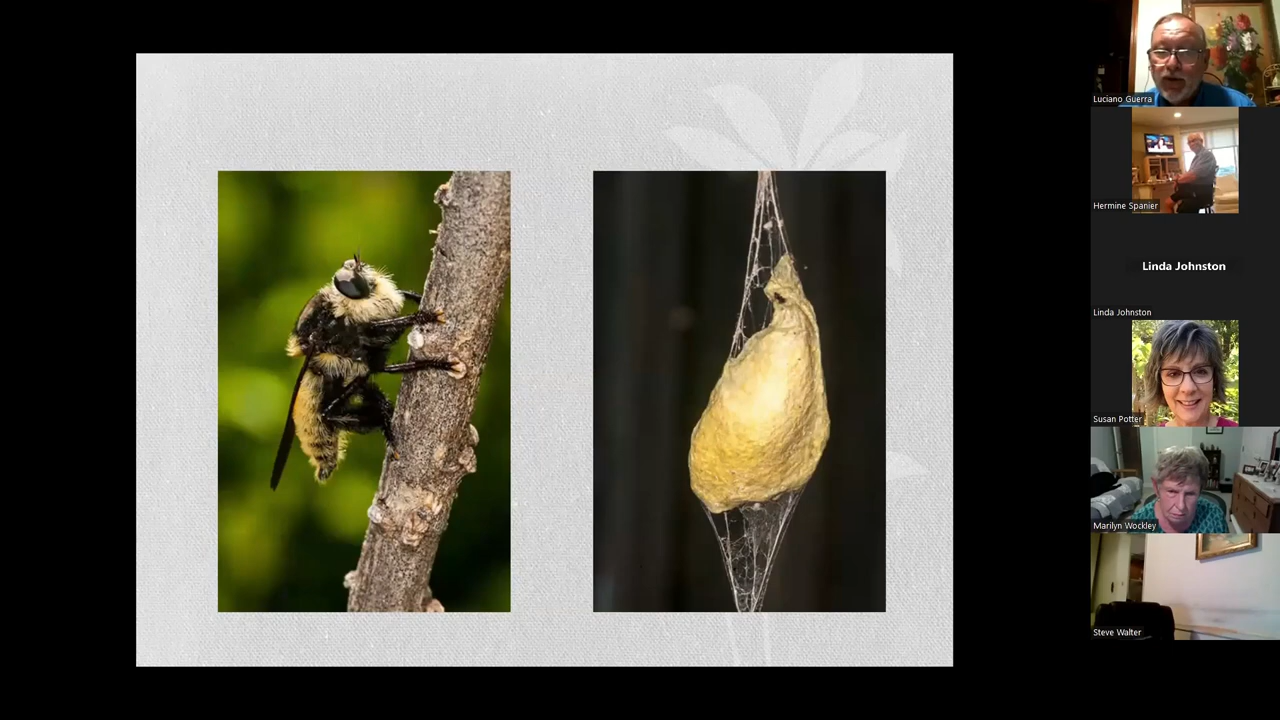 Luciano Guerra
Hermine Spanier
Linda Johnston
Linda Johnston
Susan Potter
Marilyn Wockley
Steve Walter